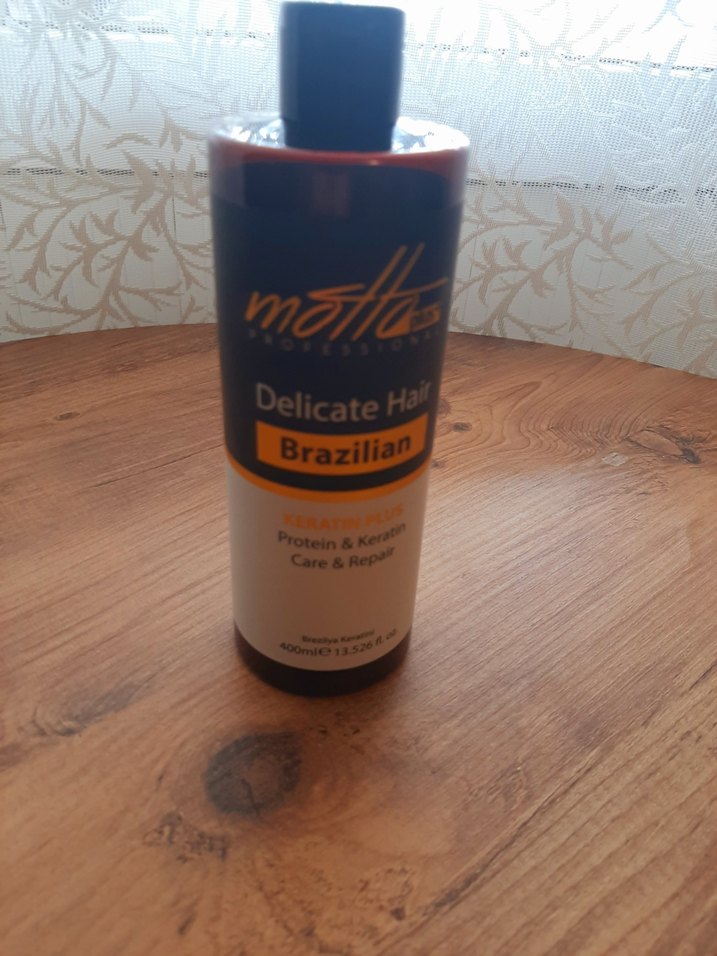 motto
PROFESSIONAL
Delicate Hair
Brazilian
KERATIN PLUS
Protein & Keratin
Care & Repair
Brezilya Keratini
400ml℮ 13.526 fl. oz.